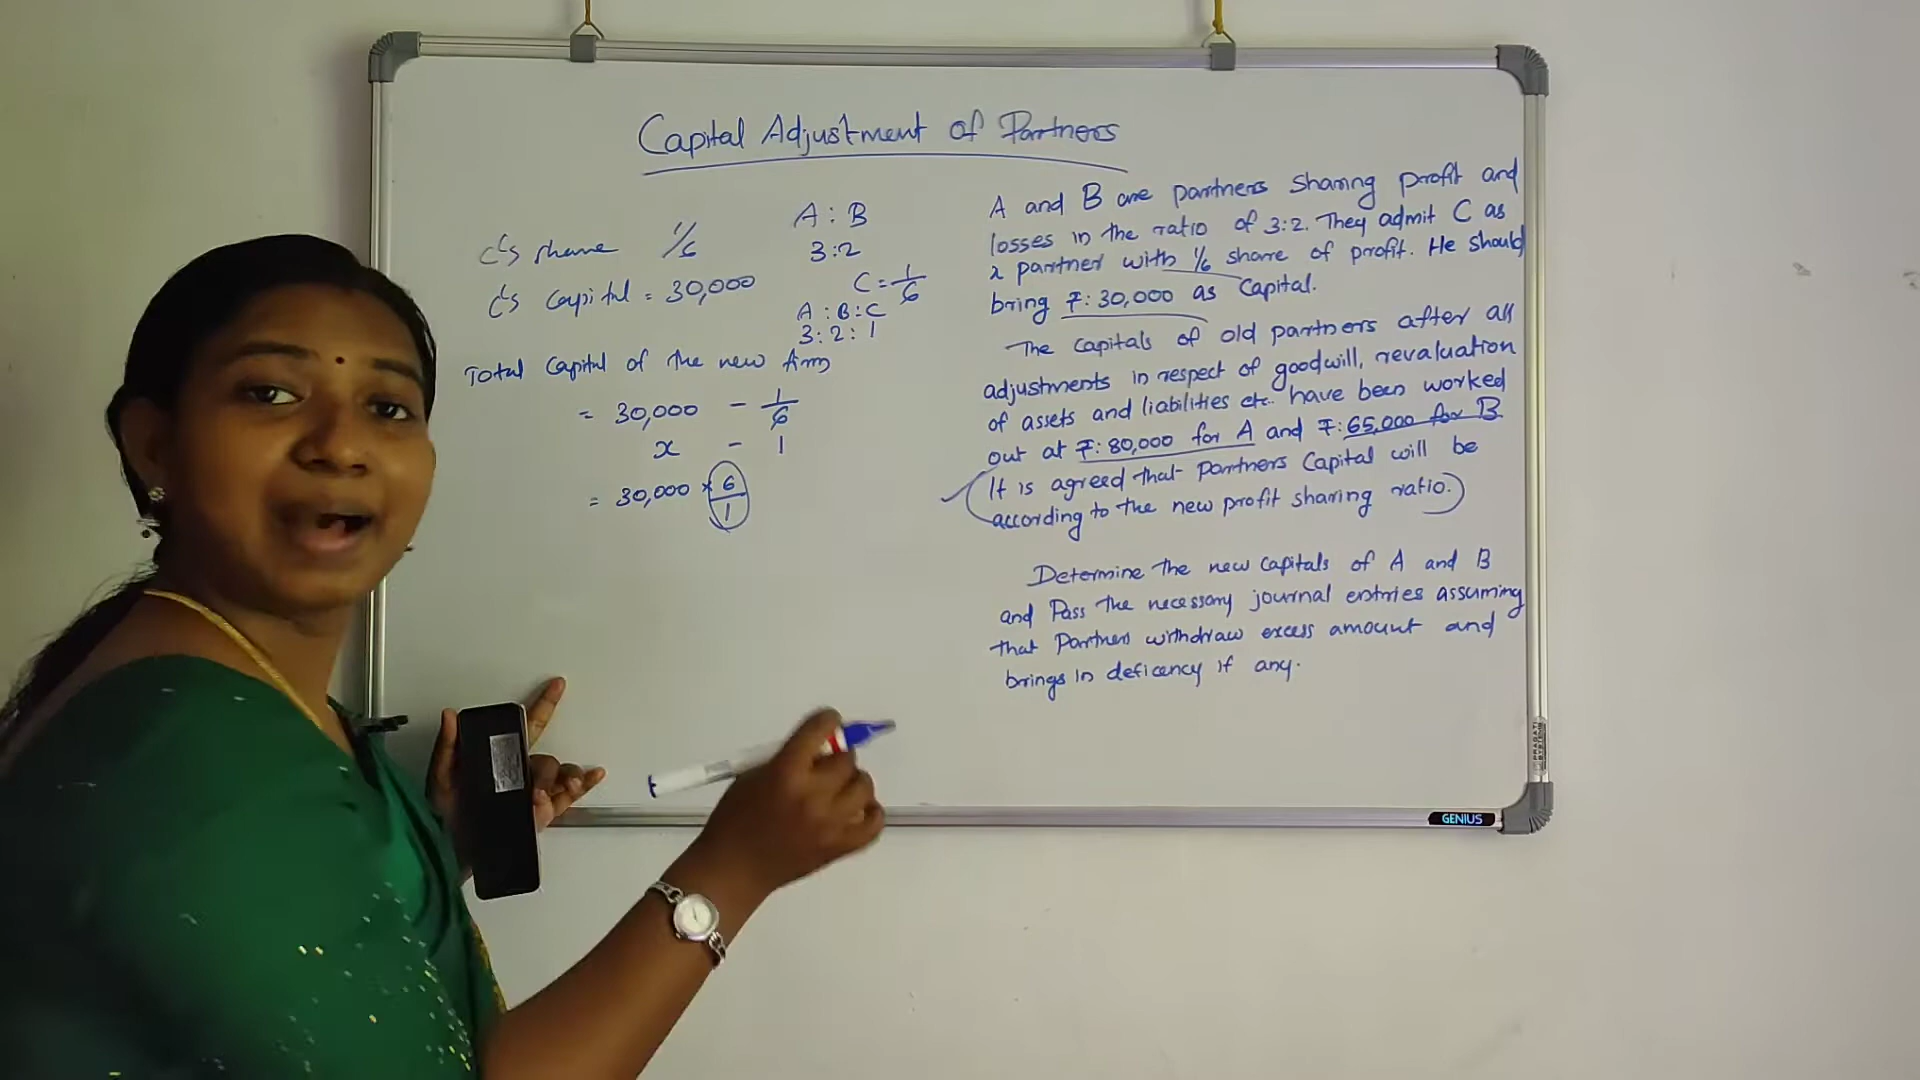 Capital Adjustment of Partners
C's share 1/6
C's Capital = 30,000
A : B
3:2
C = 1/6
A : B : C
3 : 2 : 1
Total Capital of the new firm
= 30,000 - 1/6
x - 1
= 30,000 × 6/1
A and B are partners sharing profit and
losses in the ratio of 3:2. They admit C as
a partner with 1/6 share of profit. He should
bring ₹: 30,000 as Capital.
The capitals of old partners after all
adjustments in respect of goodwill, revaluation
of assets and liabilities etc. have been worked
out at ₹: 80,000 for A and ₹: 65,000 for B
It is agreed that partners Capital will be
according to the new profit sharing ratio.
Determine the new capitals of A and B
and Pass the necessary journal entries assuming
that Partners withdraw excess amount and
brings in deficency if any.
GENIUS